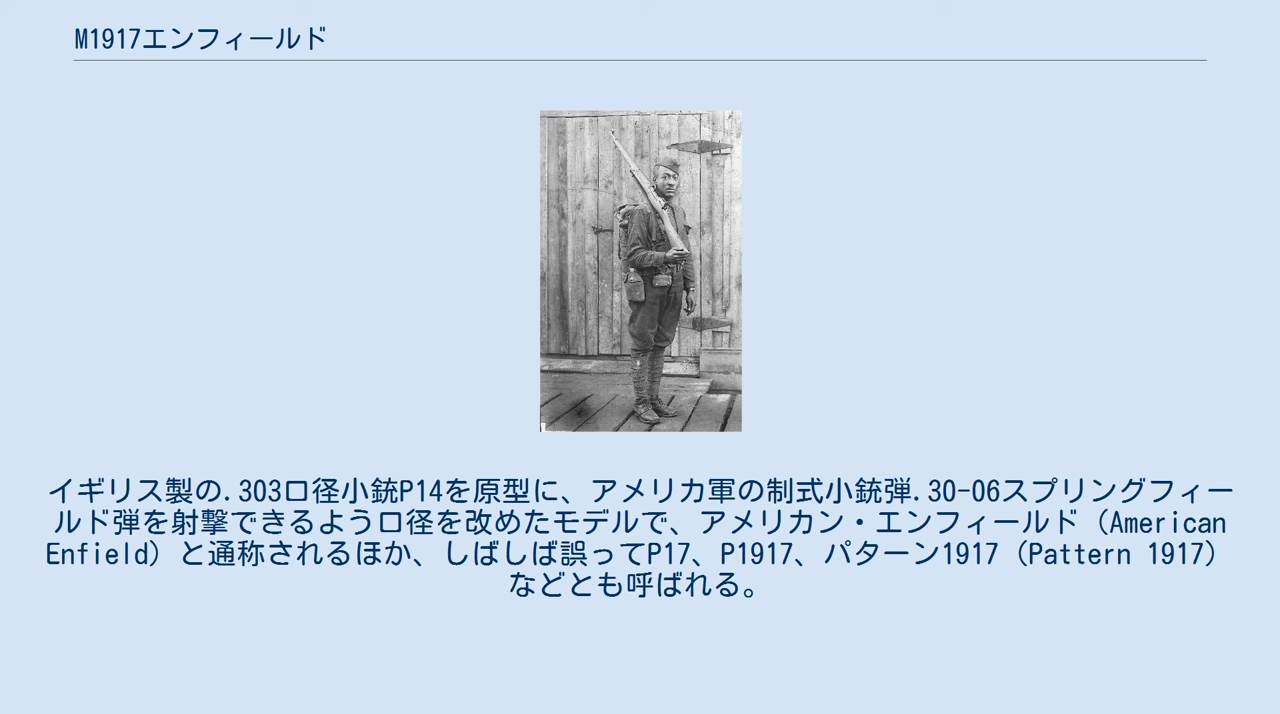 M1917エンフィールド
イギリス製の.303口径小銃P14を原型に、アメリカ軍の制式小銃弾.30-06スプリングフィー
ルド弾を射撃できるよう口径を改めたモデルで、アメリカン・エンフィールド（American
Enfield）と通称されるほか、しばしば誤ってP17、P1917、パターン1917（Pattern 1917）
などとも呼ばれる。